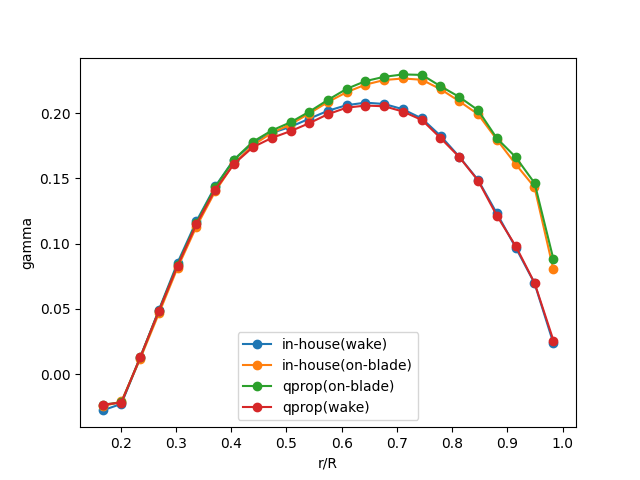 0.20
0.15
0.10
0.05
0.00
gamma
in-house(wake)
in-house(on-blade)
qprop(on-blade)
qprop(wake)
0.2 0.3 0.4 0.5 0.6 0.7 0.8 0.9 1.0
r/R